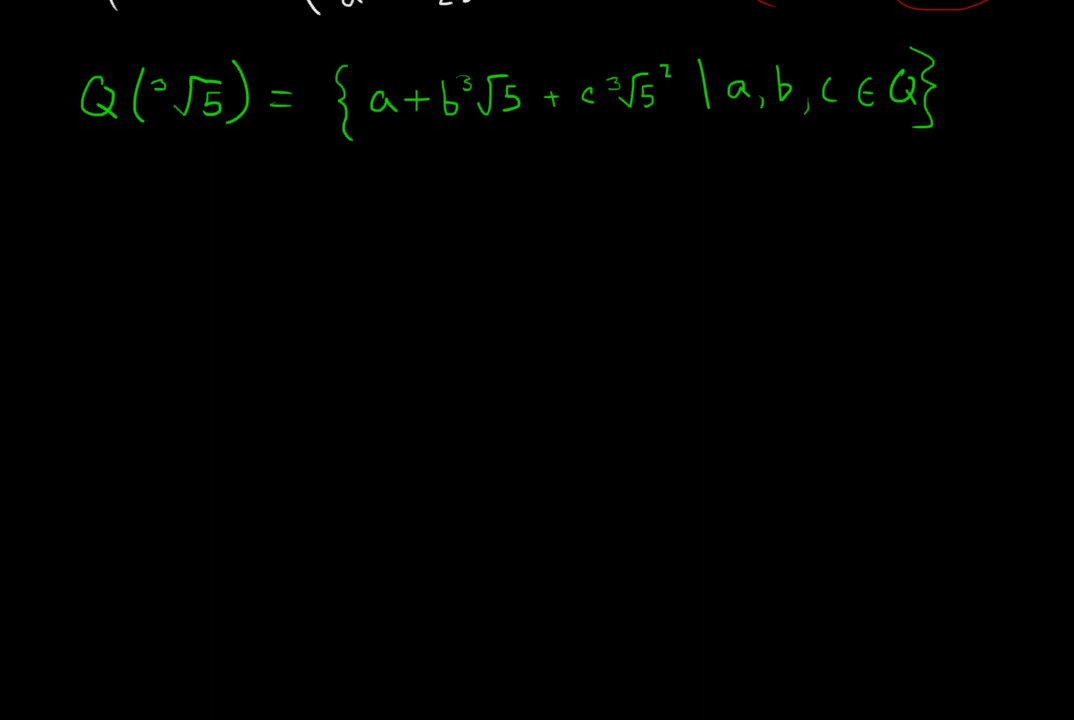 Q(³√5) = {a+b³√5 + c³√5² | a, b, c ∈ Q}